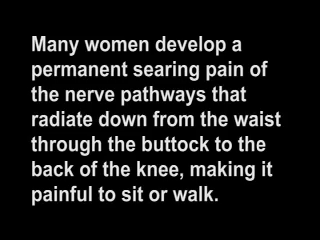 Many women develop a
permanent searing pain of
the nerve pathways that
radiate down from the waist
through the buttock to the
back of the knee, making it
painful to sit or walk.